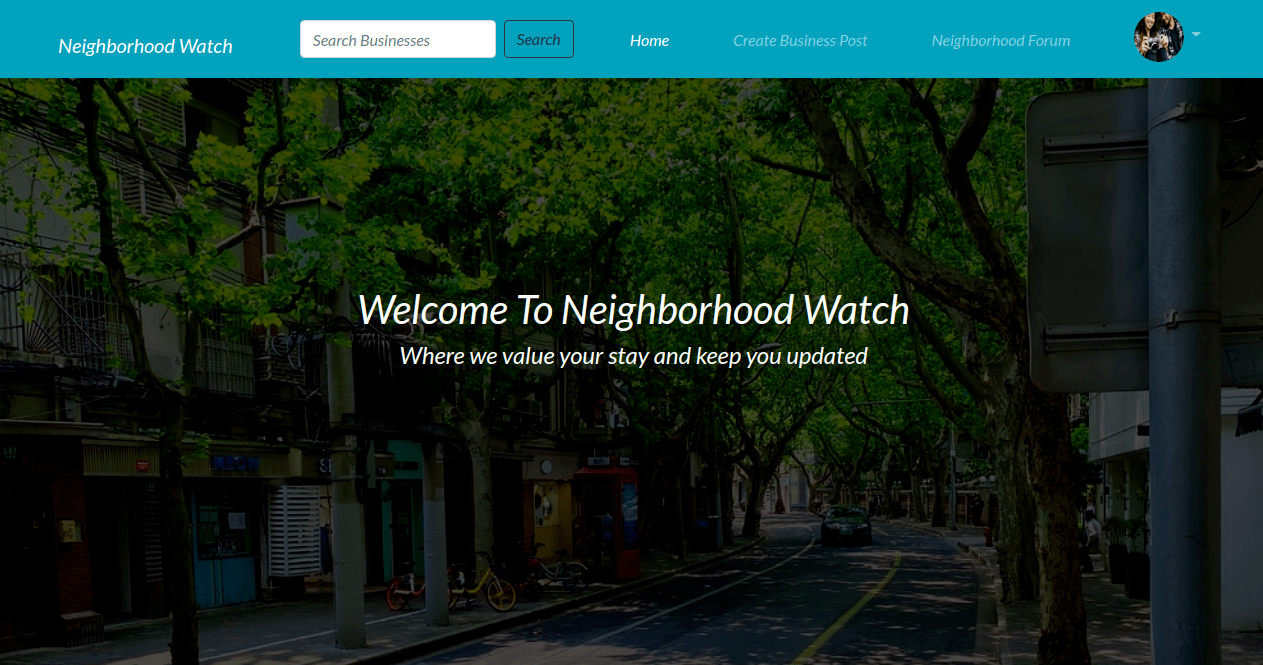 Neighborhood Watch
Search Businesses
Search
Home
Create Business Post
Neighborhood Forum
Welcome To Neighborhood Watch
Where we value your stay and keep you updated